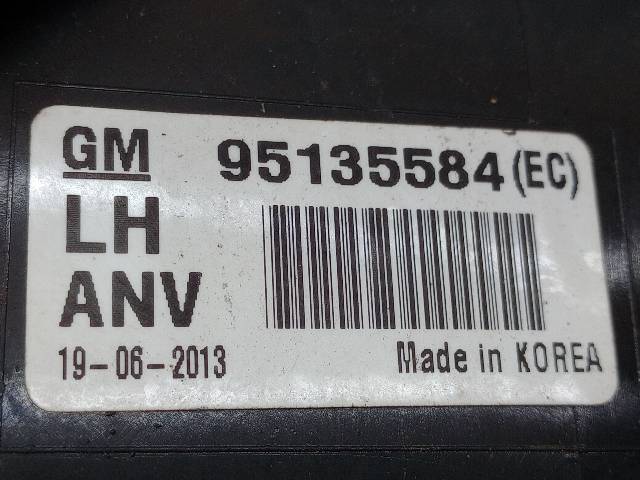 GM 95135584 (EC)
LH
ANV
19-06-2013 Made in KOREA